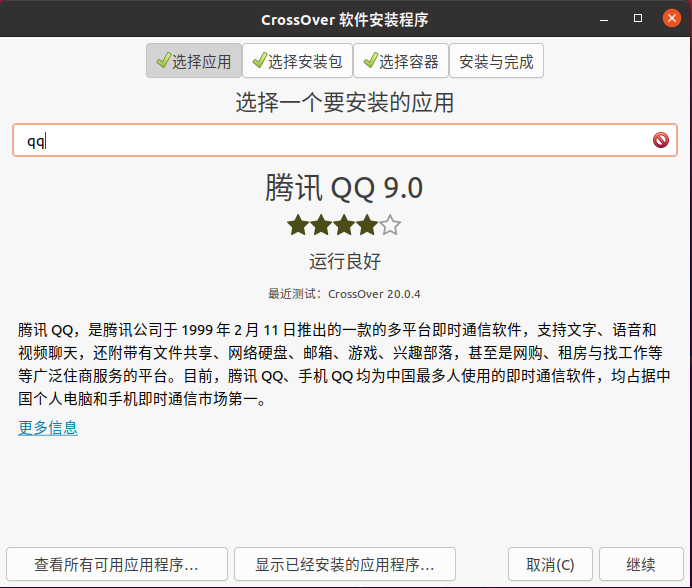 CrossOver 软件安装程序
选择应用 选择安装包 选择容器 安装与完成
选择一个要安装的应用
qq
腾讯 QQ 9.0
运行良好
最近测试：CrossOver 20.0.4
腾讯 QQ，是腾讯公司于 1999 年 2 月 11 日推出的一款的多平台即时通信软件，支持文字、语音和
视频聊天，还附带有文件共享、网络硬盘、邮箱、游戏、兴趣部落，甚至是网购、租房与找工作等
等广泛住商服务的平台。目前，腾讯 QQ、手机 QQ 均为中国最多人使用的即时通信软件，均占据中
国个人电脑和手机即时通信市场第一。
更多信息
查看所有可用应用程序... 显示已经安装的应用程序... 取消(C) 继续